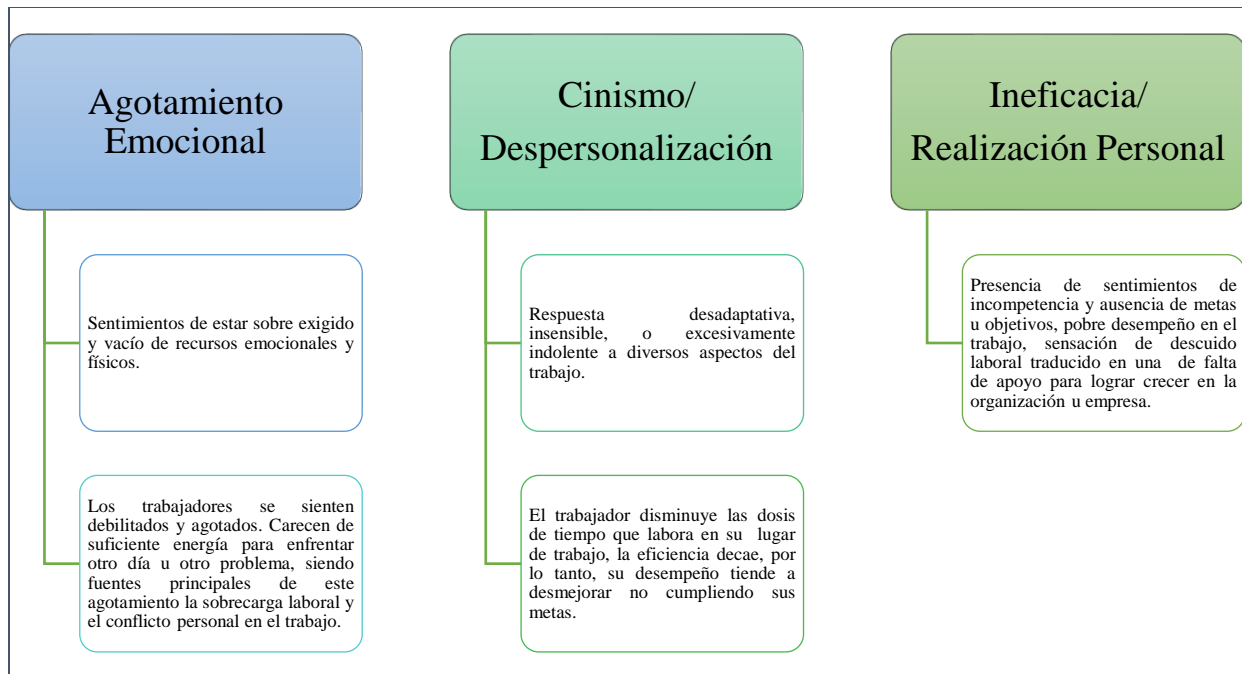 Agotamiento
Emocional
Sentimientos de estar sobre exigido
y vacío de recursos emocionales y
físicos.
Los trabajadores se sienten
debilitados y agotados. Carecen de
suficiente energía para enfrentar
otro día u otro problema, siendo
fuentes principales de este
agotamiento la sobrecarga laboral y
el conflicto personal en el trabajo.
Cinismo/
Despersonalización
Respuesta desadaptativa,
insensible, o excesivamente
indolente a diversos aspectos del
trabajo.
El trabajador disminuye las dosis
de tiempo que labora en su lugar
de trabajo, la eficiencia decae, por
lo tanto, su desempeño tiende a
desmejorar no cumpliendo sus
metas.
Ineficacia/
Realización Personal
Presencia de sentimientos de
incompetencia y ausencia de metas
u objetivos, pobre desempeño en el
trabajo, sensación de descuido
laboral traducido en una de falta
de apoyo para lograr crecer en la
organización u empresa.